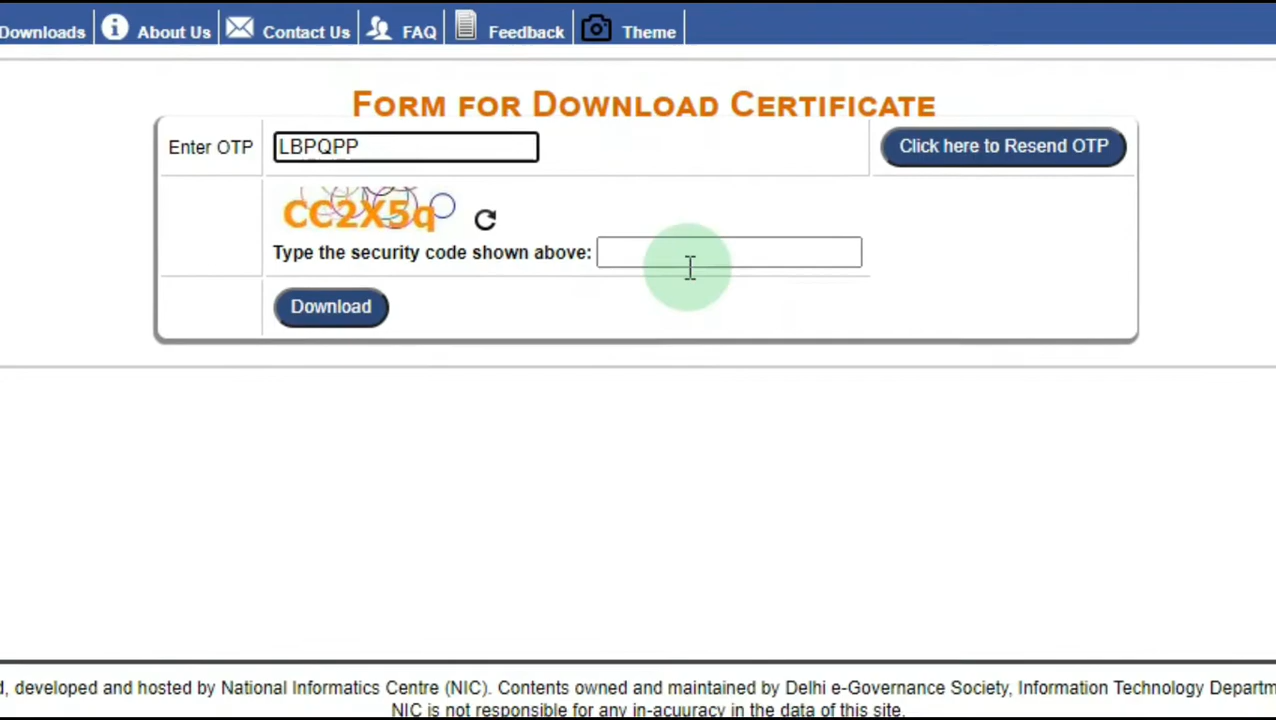 Downloads About Us Contact Us FAQ Feedback Theme
Form for Download Certificate
Enter OTP LBPQPP Click here to Resend OTP
CC2X5q
Type the security code shown above:
Download
d, developed and hosted by National Informatics Centre (NIC). Contents owned and maintained by Delhi e-Governance Society, Information Technology Departm
NIC is not responsible for any in-acuuracy in the data of this site.